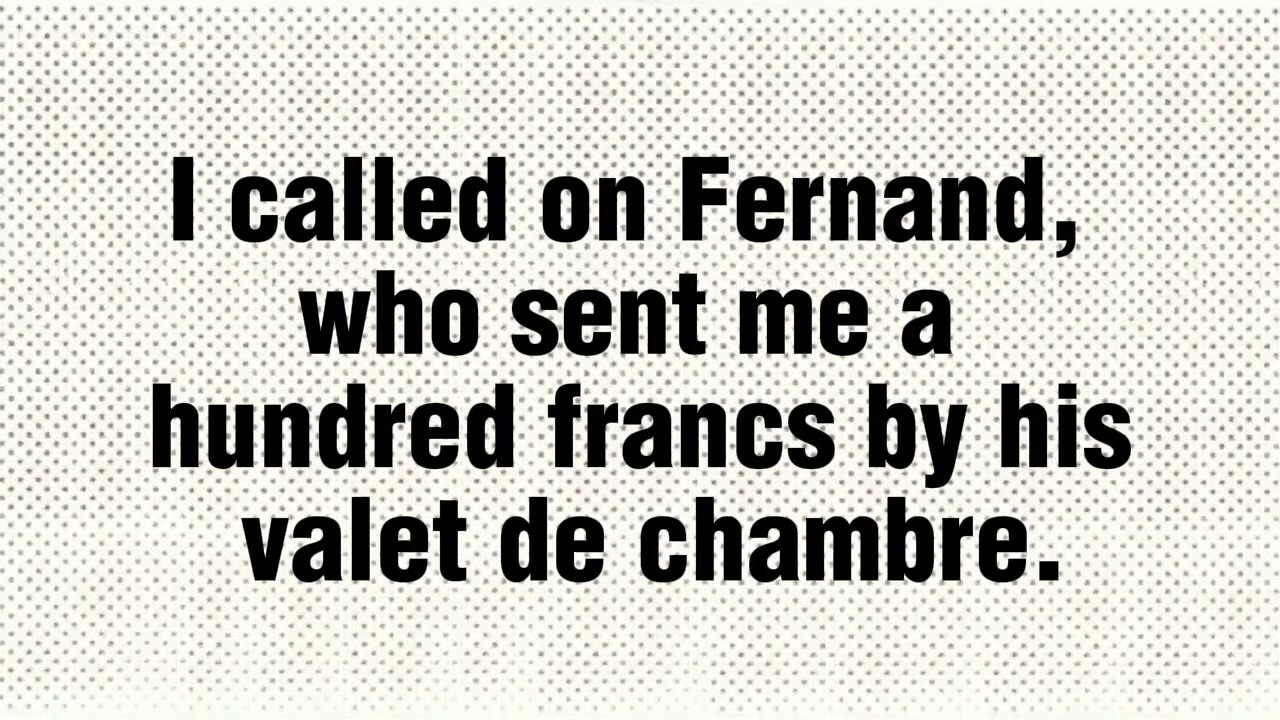 I called on Fernand,
who sent me a
hundred francs by his
valet de chambre.